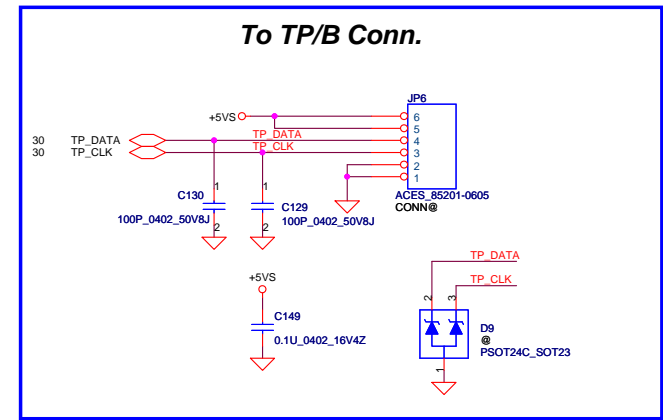 To TP/B Conn.
JP6
+5VS
6
5
30 TP_DATA TP_DATA 4
30 TP_CLK TP_CLK 3
2
1
ACES_85201-0605
CONN@
1 1
C130 C129
100P_0402_50V8J 100P_0402_50V8J
2 2
+5VS
C149
0.1U_0402_16V4Z
TP_DATA
TP_CLK
2 3
D9
@
PSOT24C_SOT23
1